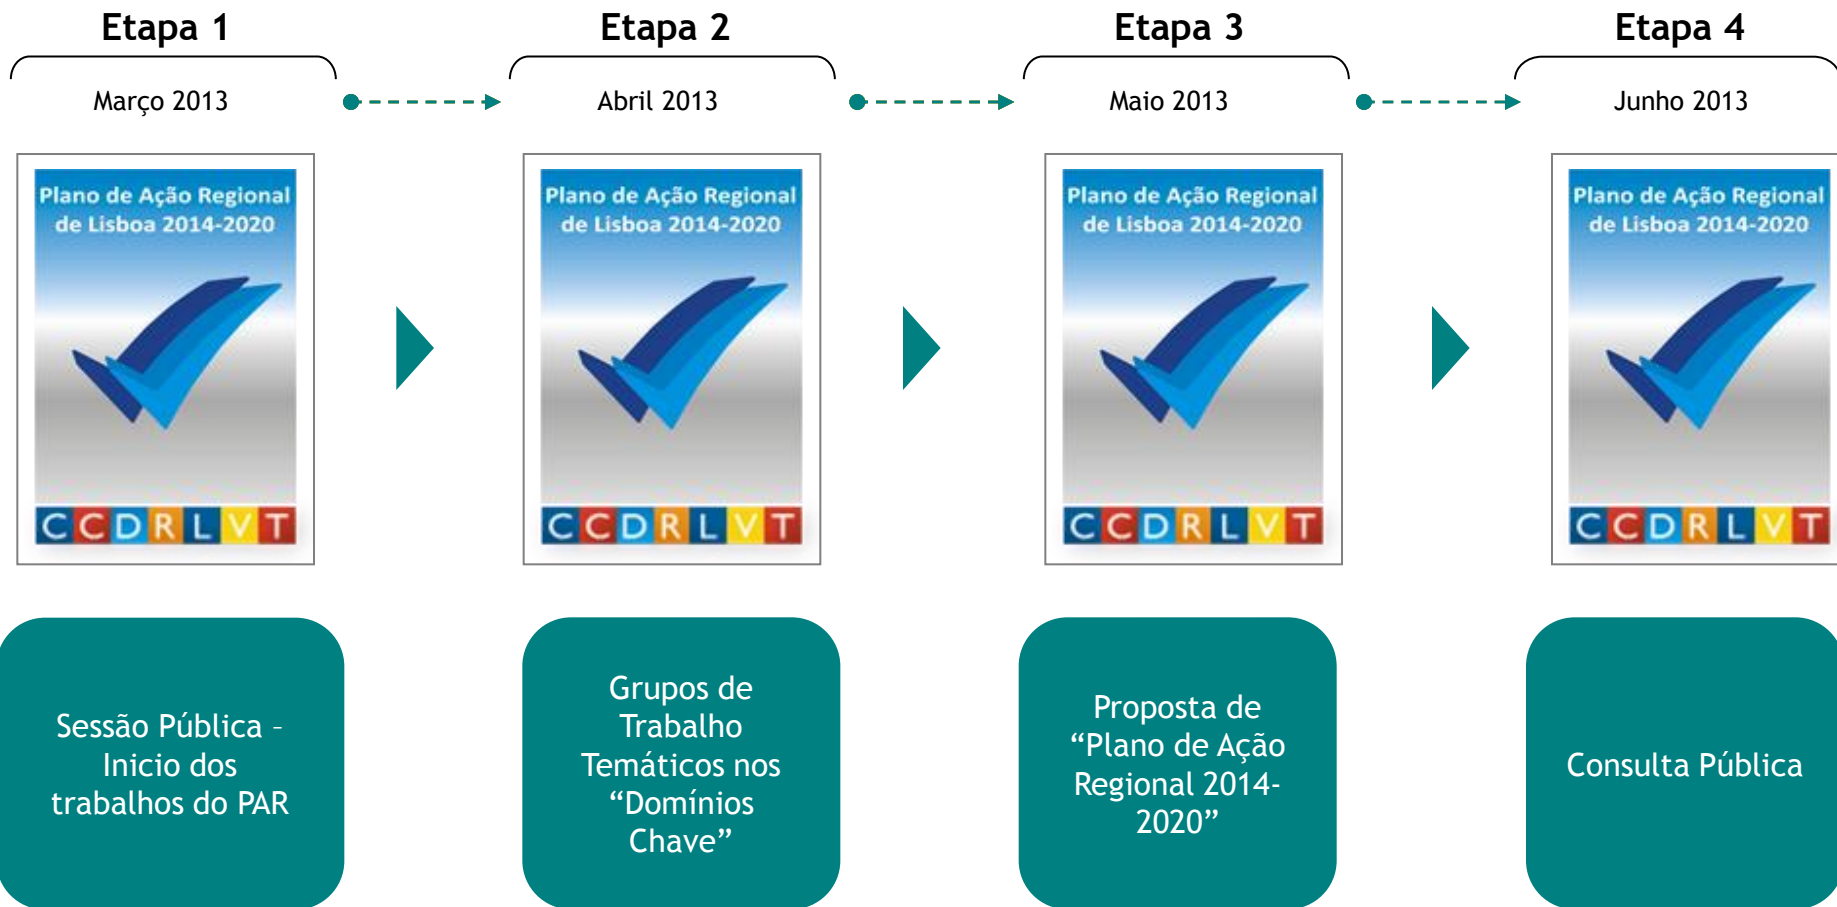 Etapa 1
Etapa 2
Etapa 3
Etapa 4
Março 2013
Abril 2013
Maio 2013
Junho 2013
Plano de Ação Regional
de Lisboa 2014-2020
CCDRLVT
Plano de Ação Regional
de Lisboa 2014-2020
CCDRLVT
Plano de Ação Regional
de Lisboa 2014-2020
CCDRLVT
Plano de Ação Regional
de Lisboa 2014-2020
CCDRLVT
Sessão Pública –
Inicio dos
trabalhos do PAR
Grupos de
Trabalho
Temáticos nos
“Domínios
Chave”
Proposta de
“Plano de Ação
Regional 2014-
2020”
Consulta Pública